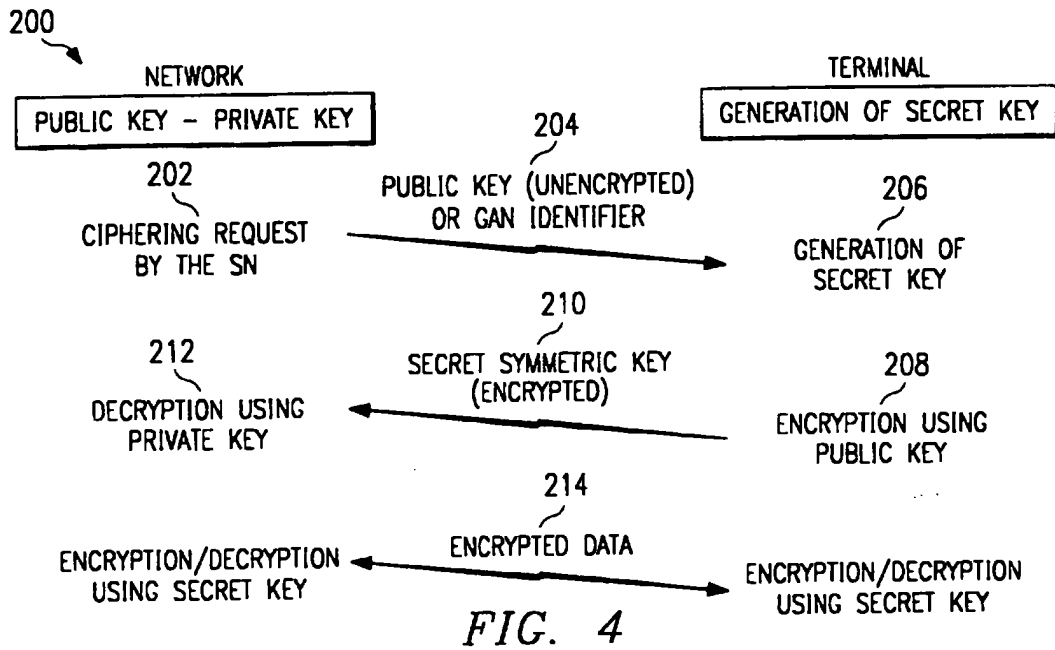 200
NETWORK
TERMINAL
PUBLIC KEY – PRIVATE KEY
GENERATION OF SECRET KEY
202
CIPHERING REQUEST
BY THE SN
204
PUBLIC KEY (UNENCRYPTED)
OR GAN IDENTIFIER
206
GENERATION OF
SECRET KEY
212
DECRYPTION USING
PRIVATE KEY
210
SECRET SYMMETRIC KEY
(ENCRYPTED)
208
ENCRYPTION USING
PUBLIC KEY
214
ENCRYPTED DATA
ENCRYPTION/DECRYPTION
USING SECRET KEY
ENCRYPTION/DECRYPTION
USING SECRET KEY
FIG. 4